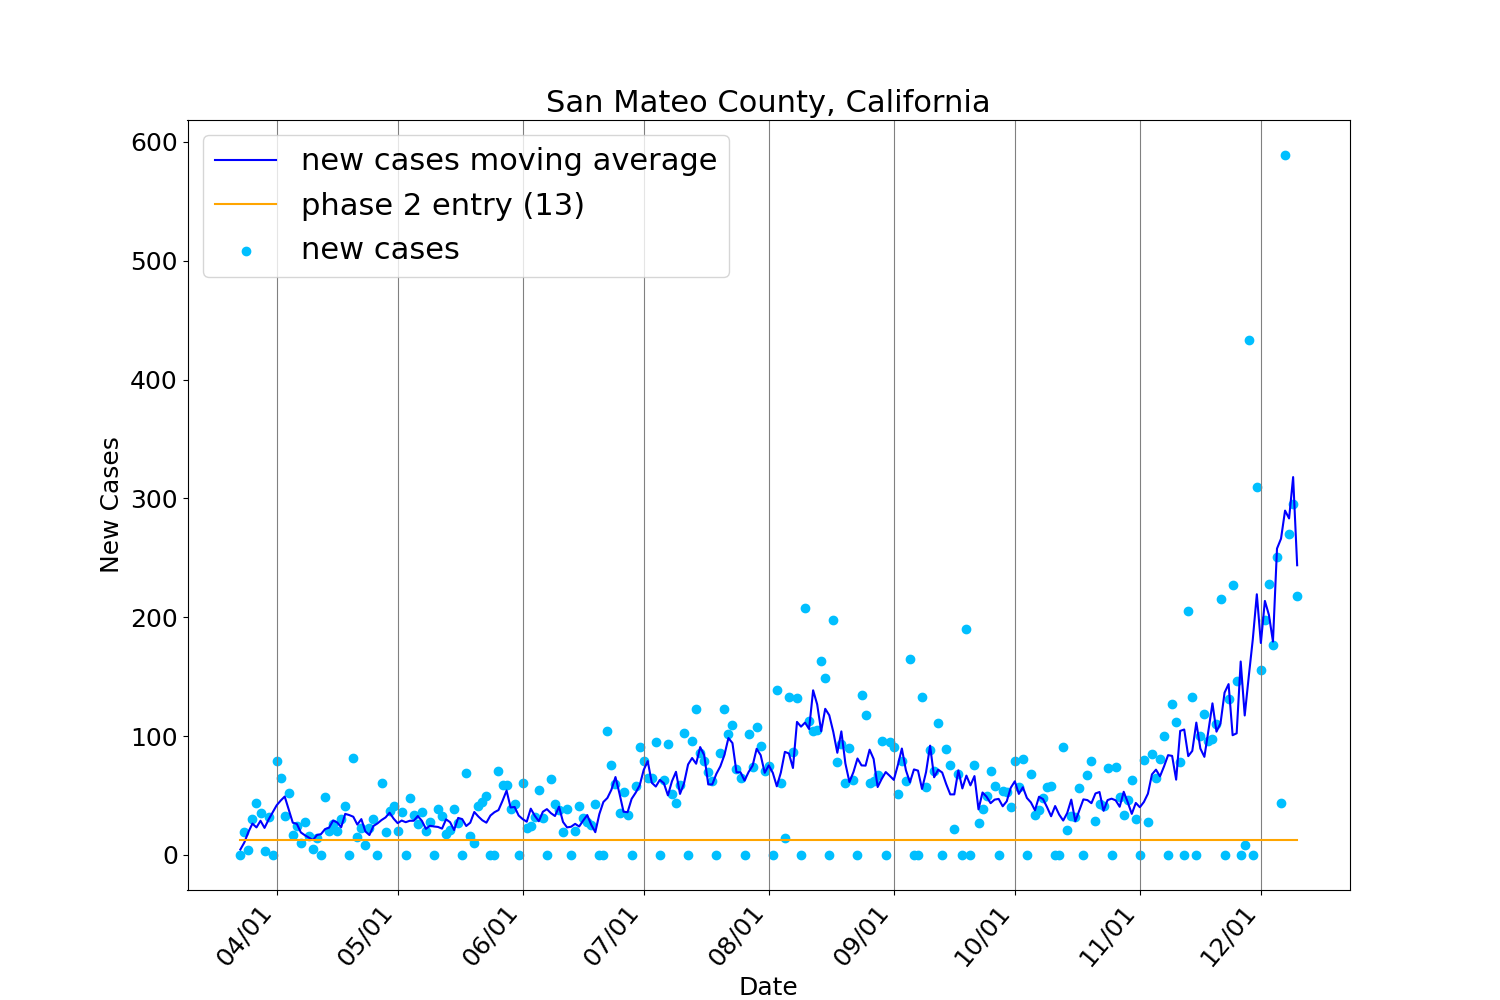 San Mateo County, California
new cases moving average
phase 2 entry (13)
new cases
600
500
400
300
200
100
0
New Cases
04/01
05/01
06/01
07/01
08/01
09/01
10/01
11/01
12/01
Date